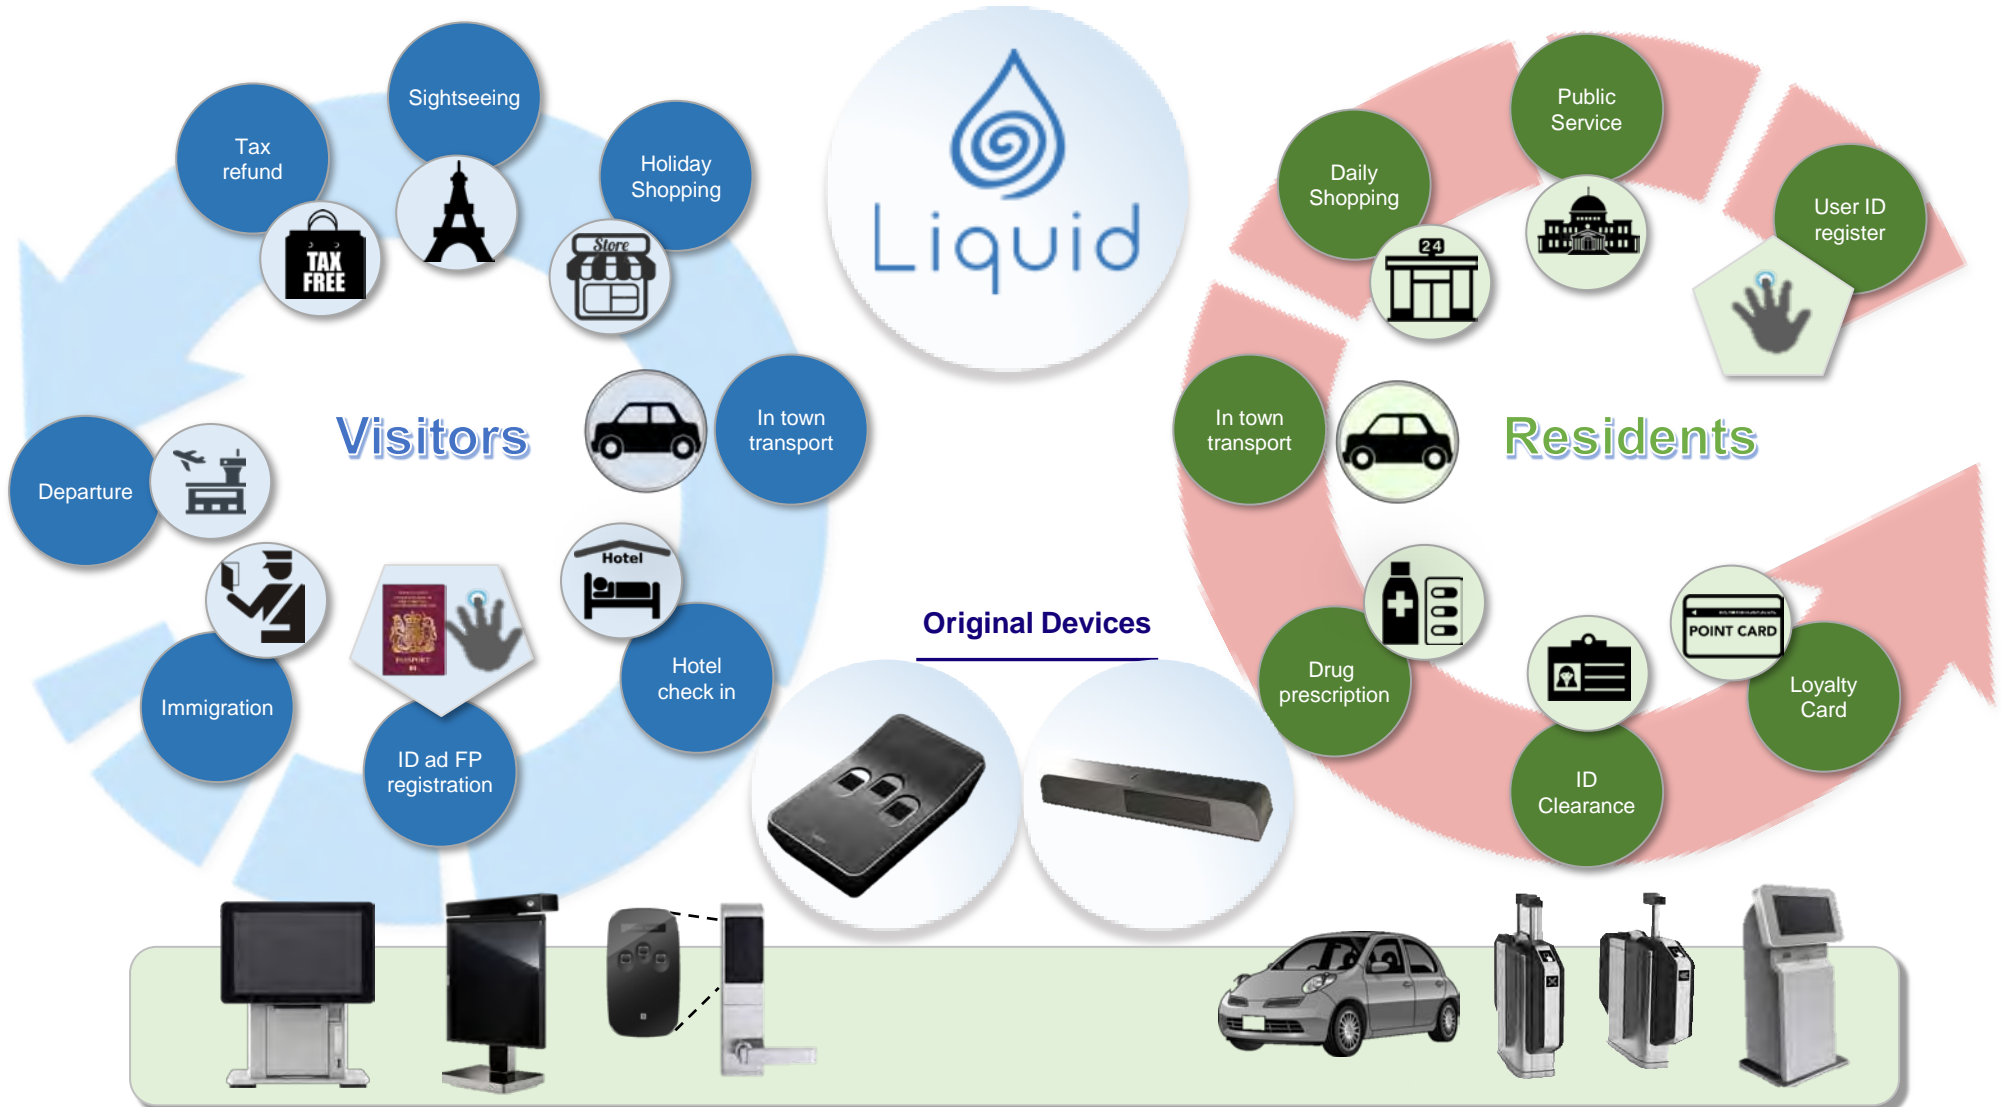 Sightseeing
Tax
refund
Holiday
Shopping
TAX
FREE
Store
Liquid
Public
Service
Daily
Shopping
24
User ID
register
Visitors
In town
transport
In town
transport
Residents
Departure
Hotel
PASSPORT
Immigration
ID ad FP
registration
Hotel
check in
Original Devices
Drug
prescription
POINT CARD
Loyalty
Card
ID
Clearance